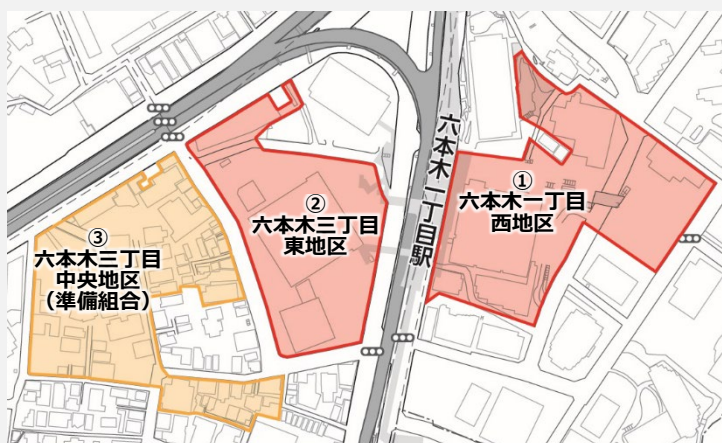 ①
六本木一丁目
西地区
六本木一丁目駅
②
六本木三丁目
東地区
③
六本木三丁目
中央地区
（準備組合）